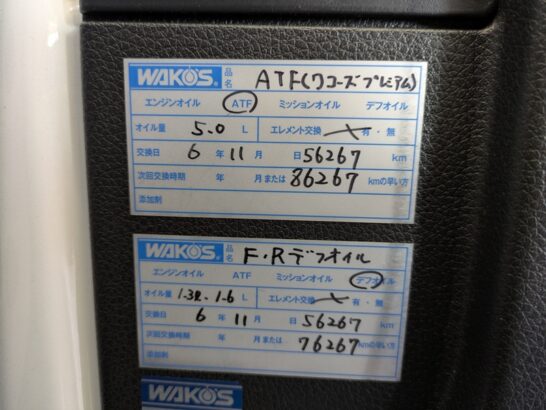 WAKO'S 品名 ATF(ワコーズプレミアム)
エンジンオイル ATF ミッションオイル デフオイル
オイル量 5.0 L エレメント交換 有・無
交換日 6 年 11 月 日 56267 km
次回交換時期 年 月または 86267 kmの早い方
添加剤
WAKO'S 品名 F・Rデフオイル
エンジンオイル ATF ミッションオイル デフオイル
オイル量 1.3R. 1.6 L エレメント交換 有・無
交換日 6 年 11 月 日 56267 km
次回交換時期 年 月または 76267 kmの早い方
添加剤
WAKO'S